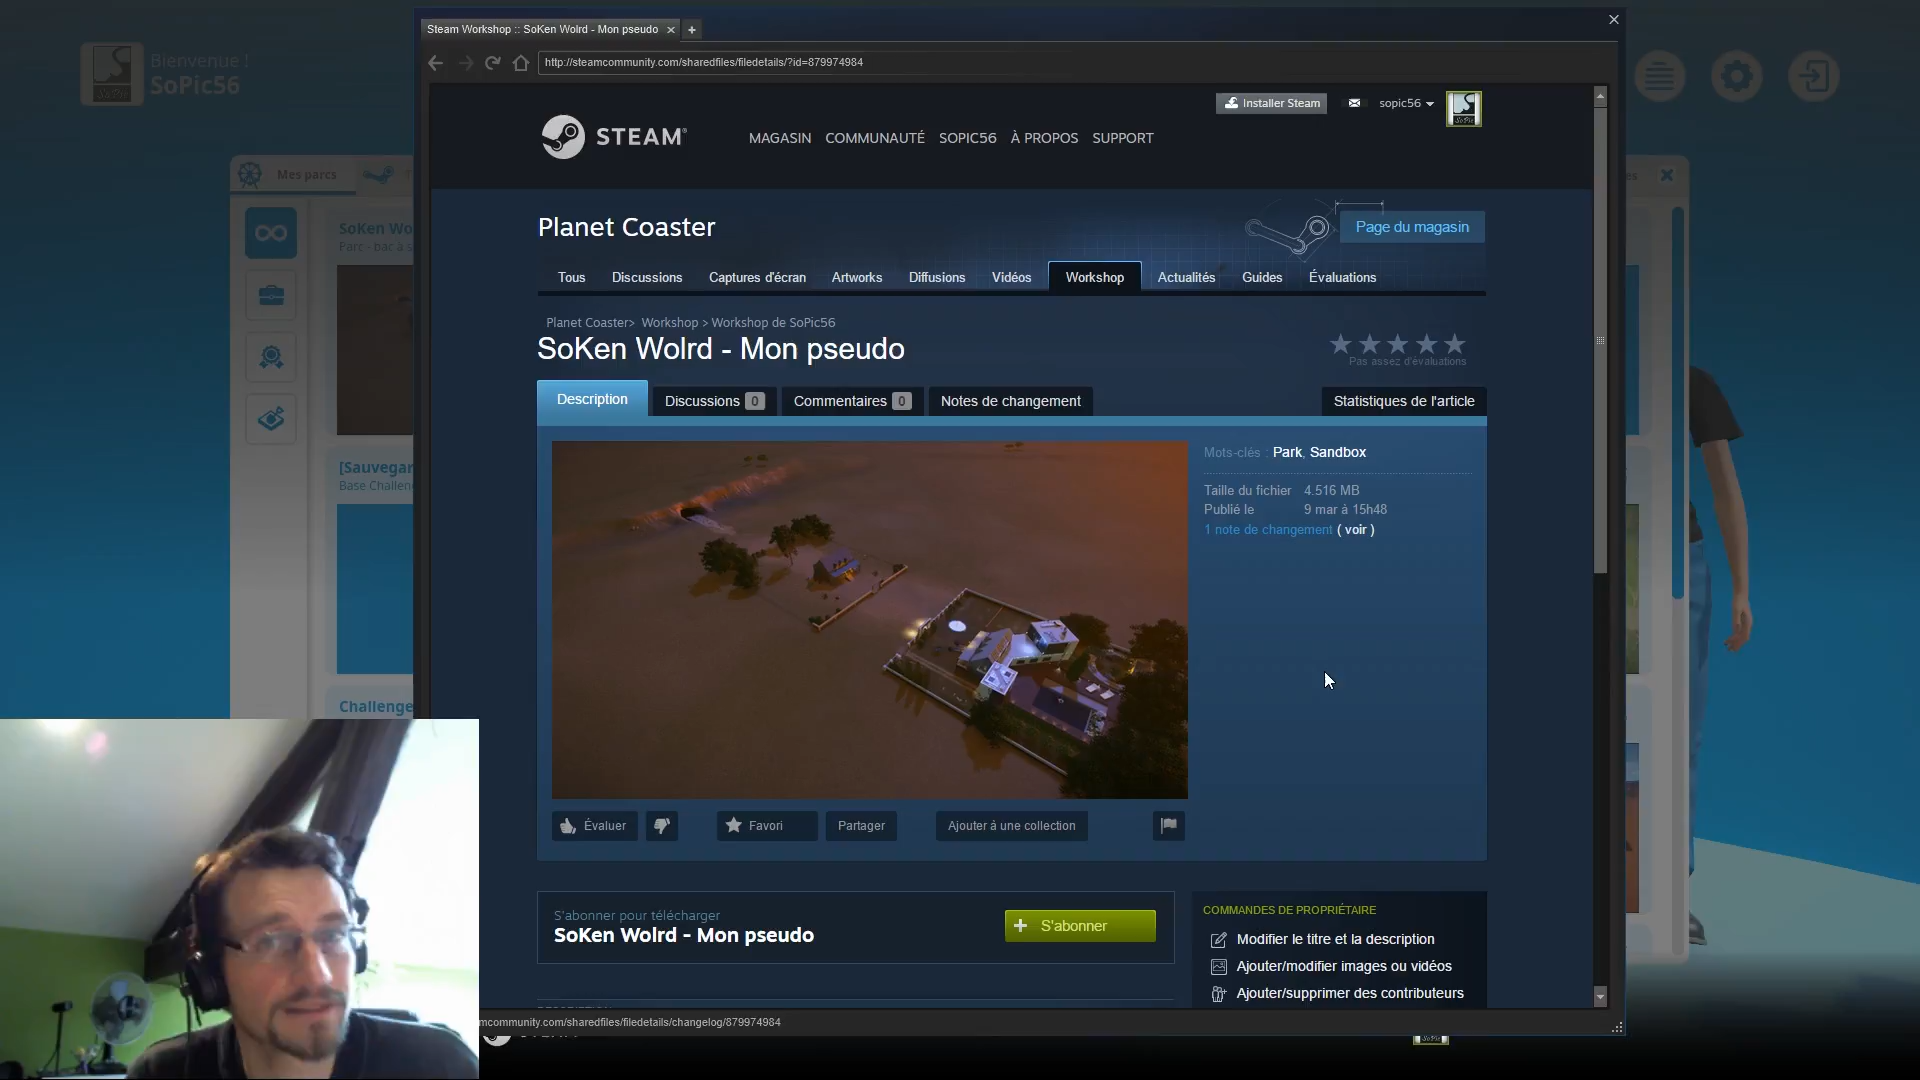 Steam Workshop :: SoKen Wolrd - Mon pseudo
http://steamcommunity.com/sharedfiles/filedetails/?id=879974984
Bienvenue !
SoPic56
Installer Steam
sopic56
STEAM
MAGASIN COMMUNAUTÉ SOPIC56 À PROPOS SUPPORT
Mes parcs
Planet Coaster
Page du magasin
Tous Discussions Captures d'écran Artworks Diffusions Vidéos Workshop Actualités Guides Évaluations
SoKen Wo
Parc - bac à s
Planet Coaster> Workshop > Workshop de SoPic56
SoKen Wolrd - Mon pseudo
Pas assez d'évaluations
Description Discussions 0 Commentaires 0 Notes de changement Statistiques de l'article
[Sauvegar
Base Challen
Mots-clés : Park, Sandbox
Taille du fichier 4.516 MB
Publié le 9 mar à 15h48
1 note de changement ( voir )
Challenge
Évaluer Favori Partager Ajouter à une collection
S'abonner pour télécharger
SoKen Wolrd - Mon pseudo
+ S'abonner
COMMANDES DE PROPRIÉTAIRE
Modifier le titre et la description
Ajouter/modifier images ou vidéos
Ajouter/supprimer des contributeurs
mcommunity.com/sharedfiles/filedetails/changelog/879974984